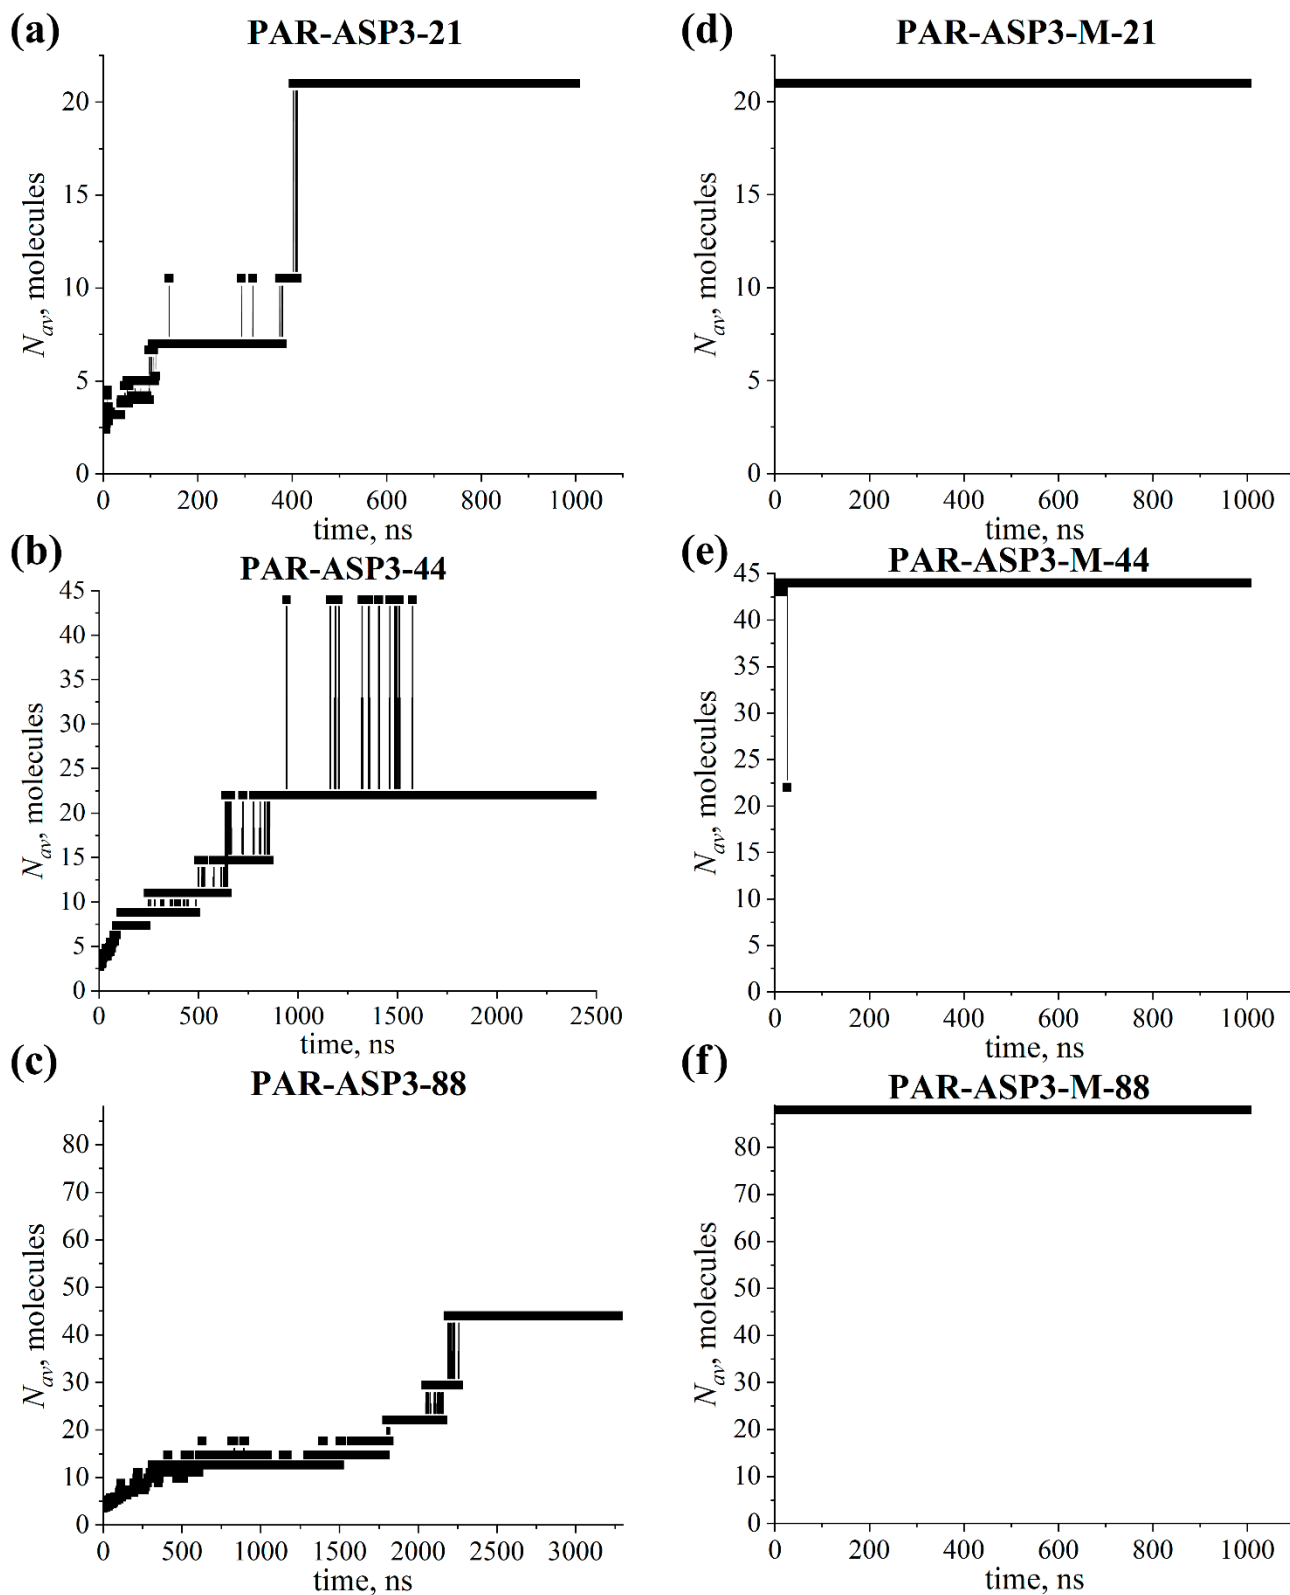 (a) PAR-ASP3-21
N_av, molecules
20
15
10
5
0
0 200 400 600 800 1000
time, ns
(d) PAR-ASP3-M-21
N_av, molecules
20
15
10
5
0
0 200 400 600 800 1000
time, ns
(b) PAR-ASP3-44
N_av, molecules
45
40
35
30
25
20
15
10
5
0
0 500 1000 1500 2000 2500
time, ns
(e) PAR-ASP3-M-44
N_av, molecules
45
40
35
30
25
20
15
10
5
0
0 200 400 600 800 1000
time, ns
(c) PAR-ASP3-88
N_av, molecules
80
70
60
50
40
30
20
10
0
0 500 1000 1500 2000 2500 3000
time, ns
(f) PAR-ASP3-M-88
N_av, molecules
80
70
60
50
40
30
20
10
0
0 200 400 600 800 1000
time, ns